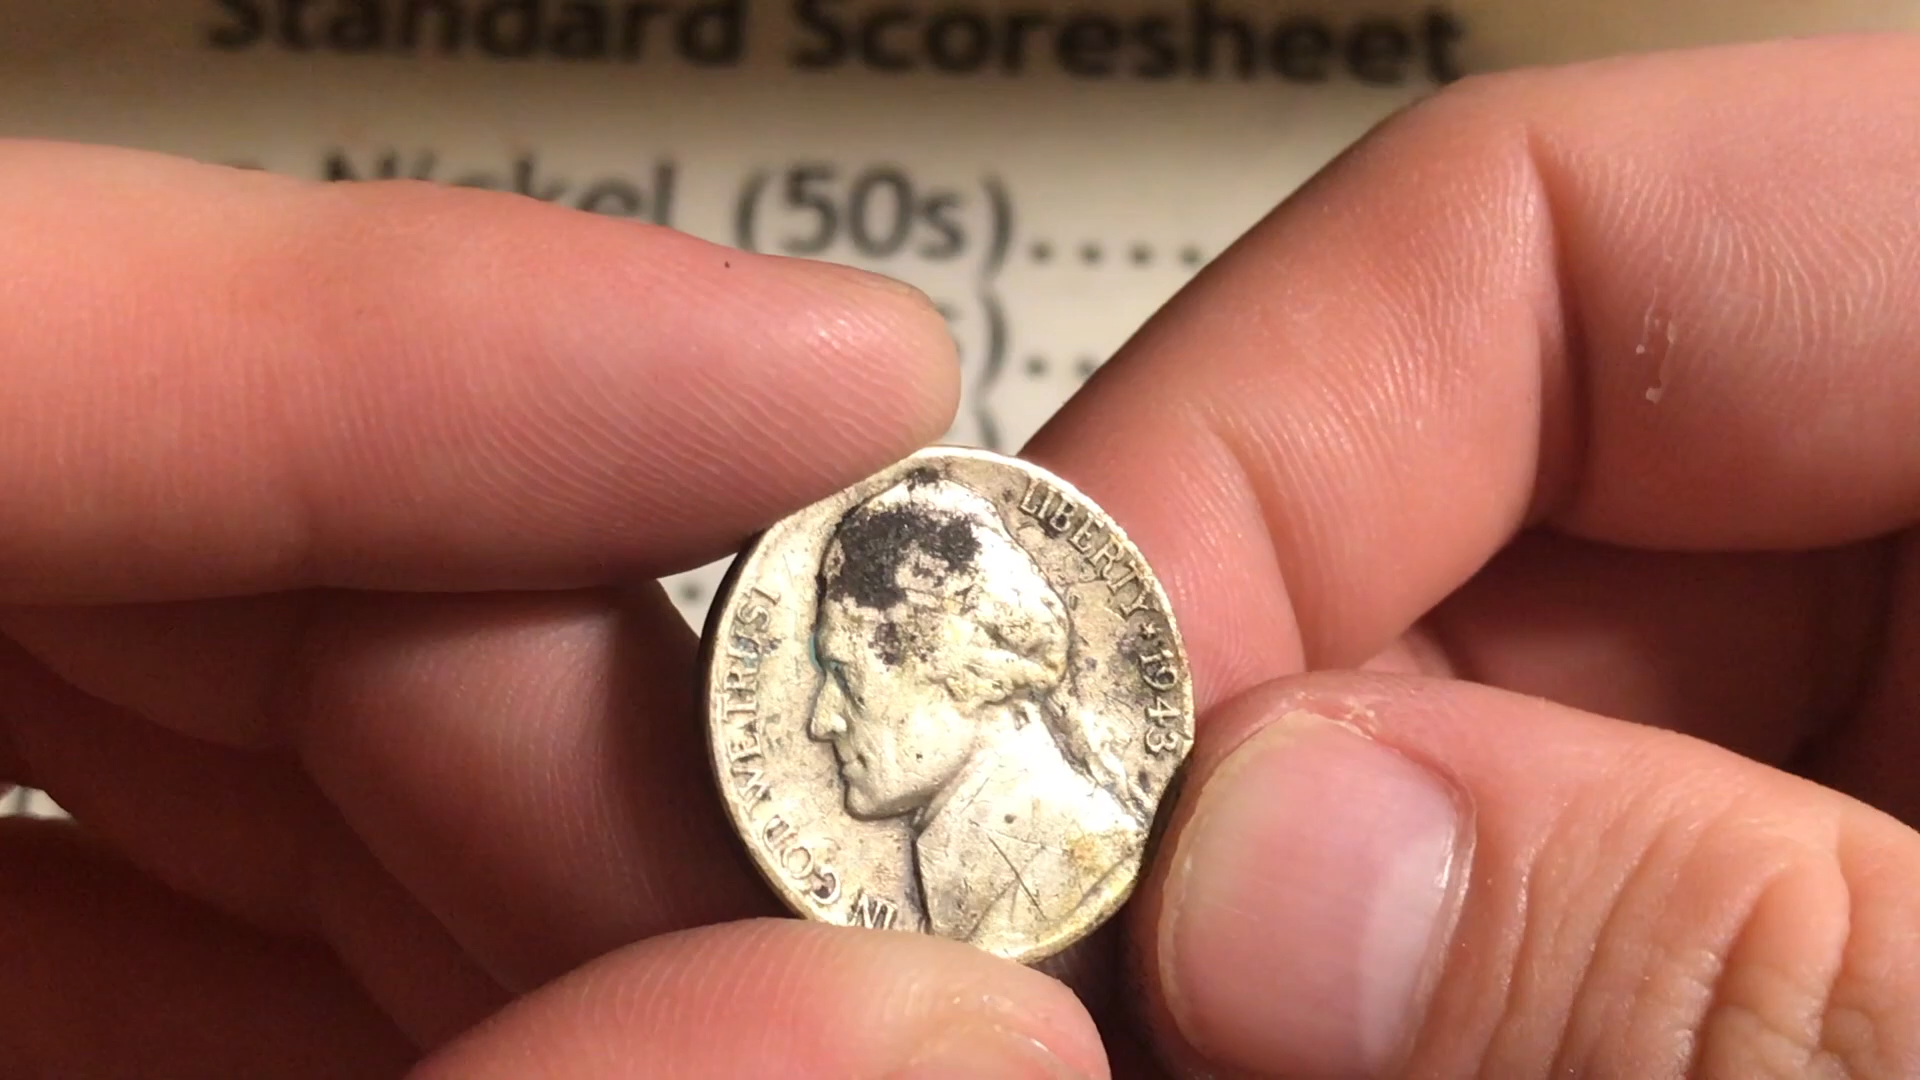 Standard Scoresheet
Nickel (50s).....
s)..
LIBERTY ★ 1943
IN GOD WE TRUST